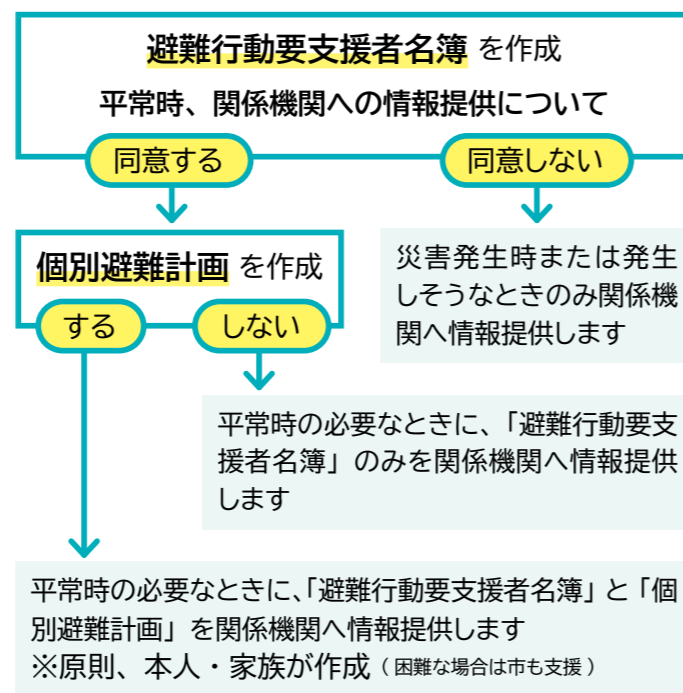 避難行動要支援者名簿 を作成
平常時、関係機関への情報提供について
同意する
同意しない
個別避難計画 を作成
する
しない
災害発生時または発生
しそうなときのみ関係機
関へ情報提供します
平常時の必要なときに、「避難行動要支
援者名簿」のみを関係機関へ情報提供
します
平常時の必要なときに、「避難行動要支援者名簿」と「個
別避難計画」を関係機関へ情報提供します
※原則、本人・家族が作成（困難な場合は市も支援）